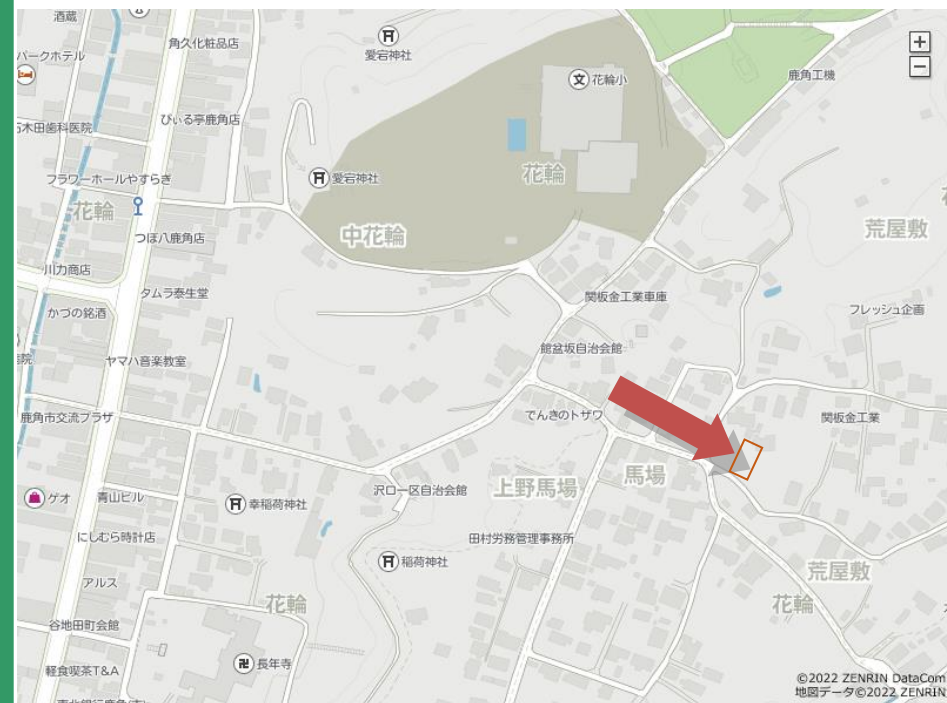 酒蔵
角久化粧品店
愛宕神社
パークホテル
文 花輪小
鹿角工機
木田歯科医院
びぃる亭鹿角店
愛宕神社
フラワーホールやすらぎ
花輪
花輪
中花輪
荒屋敷
つぼ八鹿角店
川力商店
タムラ泰生堂
関板金工業車庫
かづの銘酒
フレッシュ企画
館盆坂自治会館
ヤマハ音楽教室
でんきのトザワ
関板金工業
鹿角市交流プラザ
馬場
上野馬場
沢口一区自治会館
ゲオ
青山ビル
幸稲荷神社
にしむら時計店
田村労務管理事務所
稲荷神社
アルス
荒屋敷
花輪
花輪
谷地田町会館
長年寺
軽食喫茶T&A
©2022 ZENRIN DataCom
地図データ©2022 ZENRIN